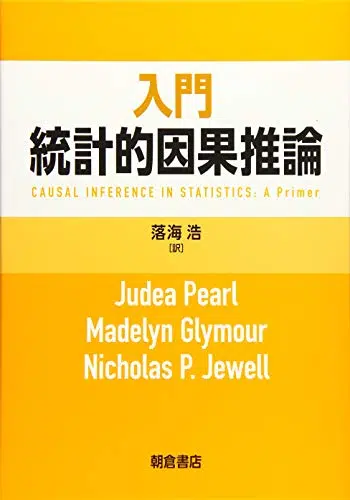 入門
統計的因果推論
CAUSAL INFERENCE IN STATISTICS: A Primer
落海 浩
[訳]
Judea Pearl
Madelyn Glymour
Nicholas P. Jewell
朝倉書店